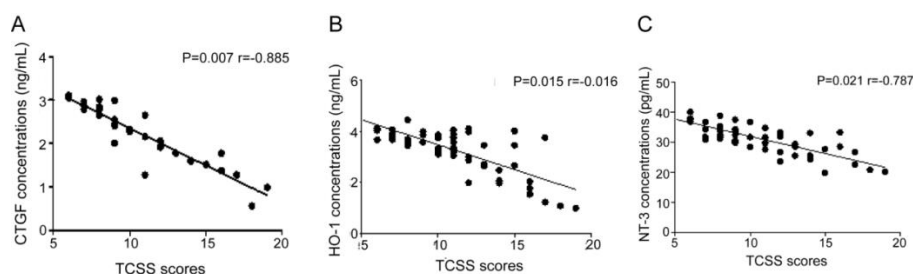 A
P=0.007 r=-0.885
CTGF concentrations (ng/mL)
4
3
2
1
0
5
10
15
20
TCSS scores
B
P=0.015 r=-0.016
HO-1 concentrations (ng/mL)
6
4
2
0
5
10
15
20
TCSS scores
C
P=0.021 r=-0.787
NT-3 concentrations (pg/mL)
50
40
30
20
10
0
5
10
15
20
TCSS scores